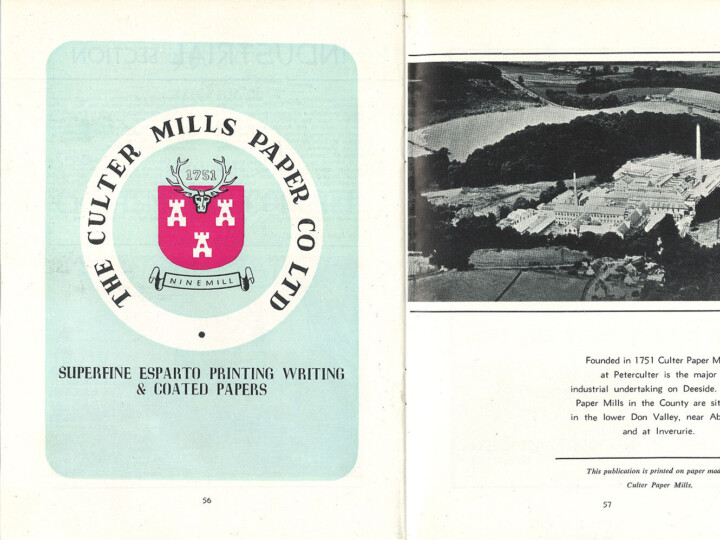 THE CULTER MILLS PAPER CO LTD
1751
NINEMILL
SUPERFINE ESPARTO PRINTING WRITING
& COATED PAPERS
56
Founded in 1751 Culter Paper M
at Peterculter is the major
industrial undertaking on Deeside.
Paper Mills in the County are sit
in the lower Don Valley, near Ab
and at Inverurie.
This publication is printed on paper mad
Culter Paper Mills.
57